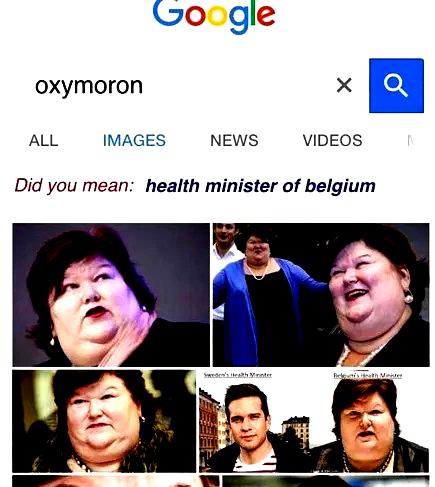 Google
oxymoron
ALL IMAGES NEWS VIDEOS
Did you mean: health minister of belgium
Sweden's Health Minister Belgium's Health Minister